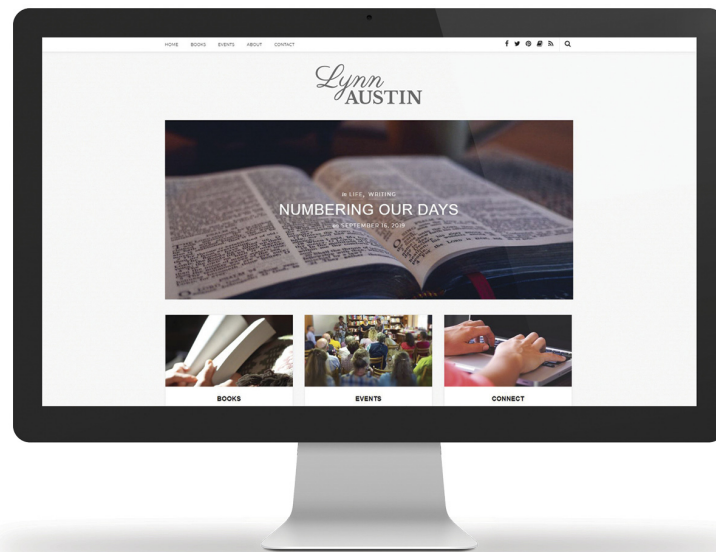 HOME BOOKS EVENTS ABOUT CONTACT
Lynn
AUSTIN
in LIFE, WRITING
NUMBERING OUR DAYS
on SEPTEMBER 16, 2019
BOOKS EVENTS CONNECT